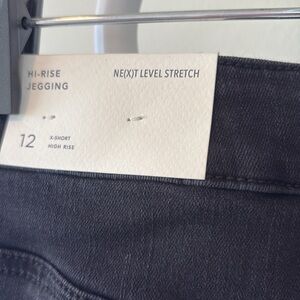 HI-RISE
JEGGING
NE(X)T LEVEL STRETCH
12
X-SHORT
HIGH RISE